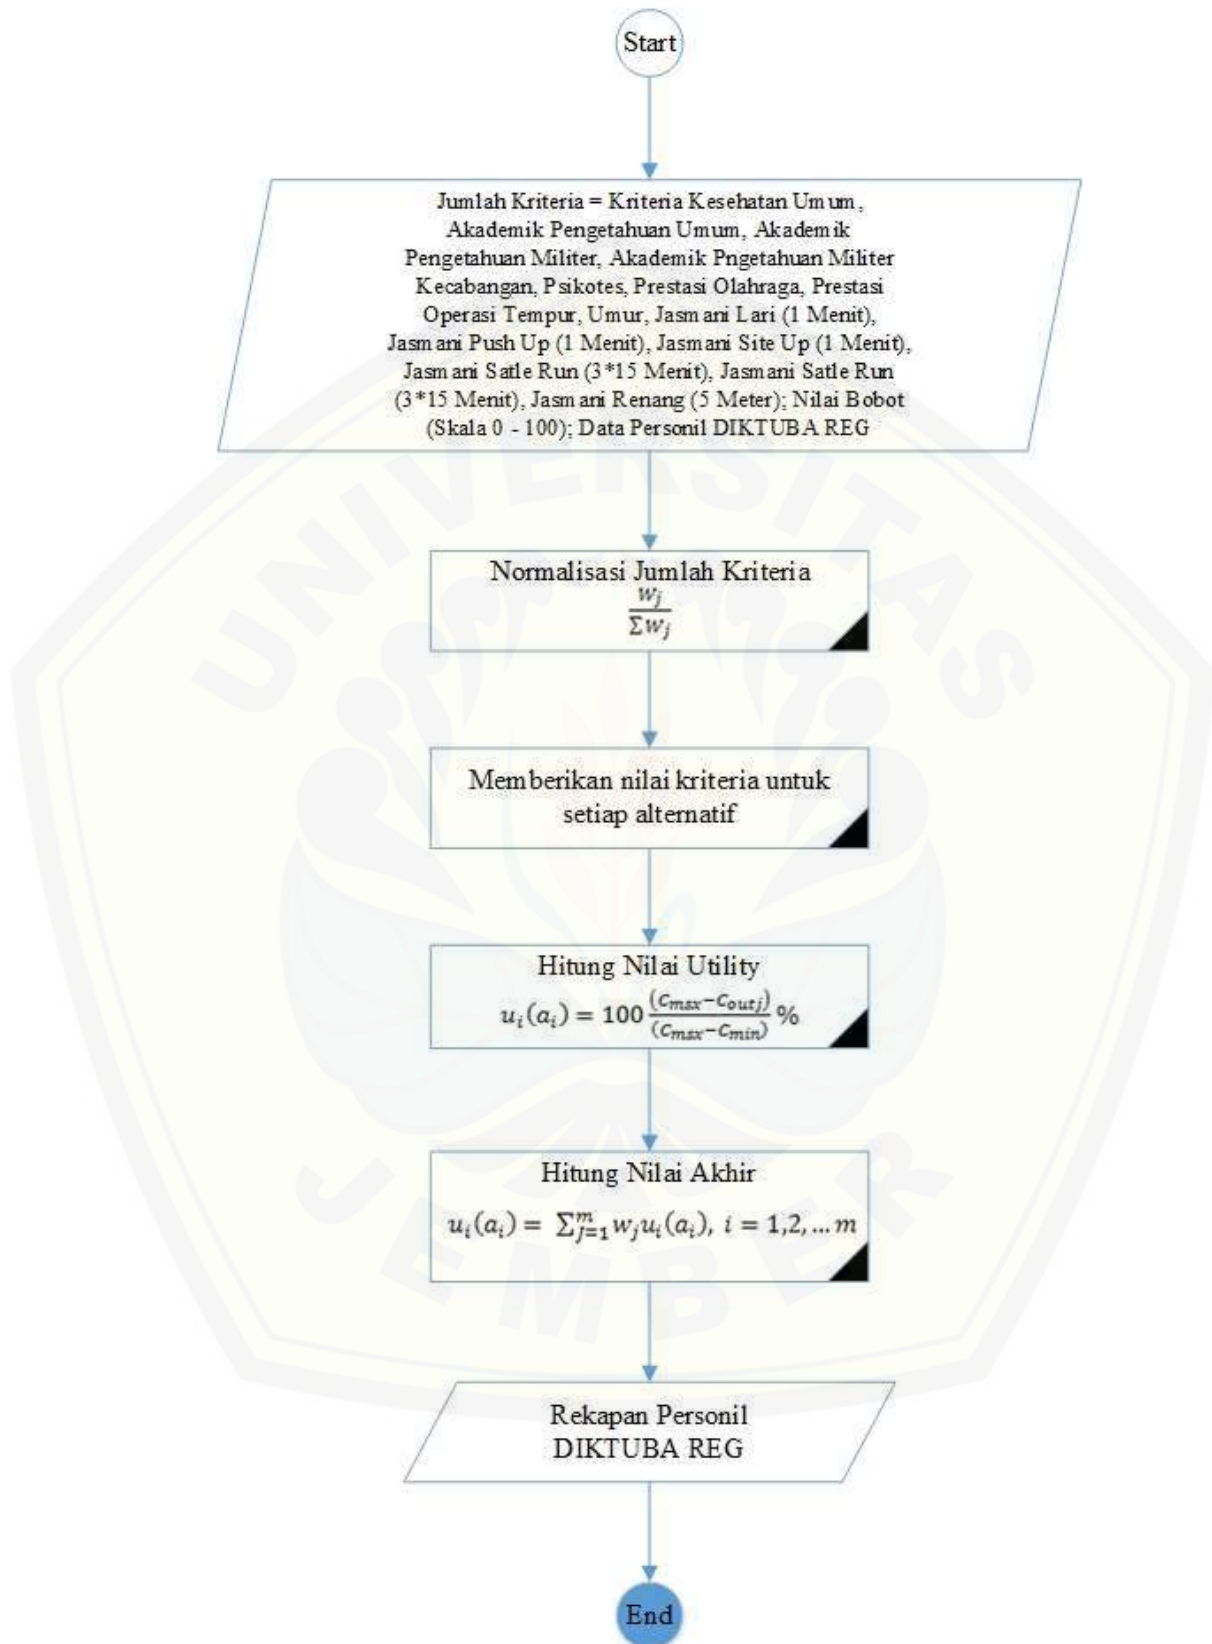 Start
Jumlah Kriteria = Kriteria Kesehatan Umum,
Akademik Pengetahuan Umum, Akademik
Pengetahuan Militer, Akademik Pngetahuan Militer
Kecabangan, Psikotes, Prestasi Olahraga, Prestasi
Operasi Tempur, Umur, Jasmani Lari (1 Menit),
Jasmani Push Up (1 Menit), Jasmani Site Up (1 Menit),
Jasmani Satle Run (3*15 Menit), Jasmani Satle Run
(3*15 Menit), Jasmani Renang (5 Meter); Nilai Bobot
(Skala 0 - 100); Data Personil DIKTUBA REG
Normalisasi Jumlah Kriteria
w_j / Σw_j
Memberikan nilai kriteria untuk
setiap alternatif
Hitung Nilai Utility
u_i(a_i) = 100 (c_msx−c_outj) / (c_msx−c_min) %
Hitung Nilai Akhir
u_i(a_i) = Σ_{j=1}^{m} w_j u_i(a_i), i = 1,2, … m
Rekapan Personil
DIKTUBA REG
End
UNIVERSITAS
JEMBER